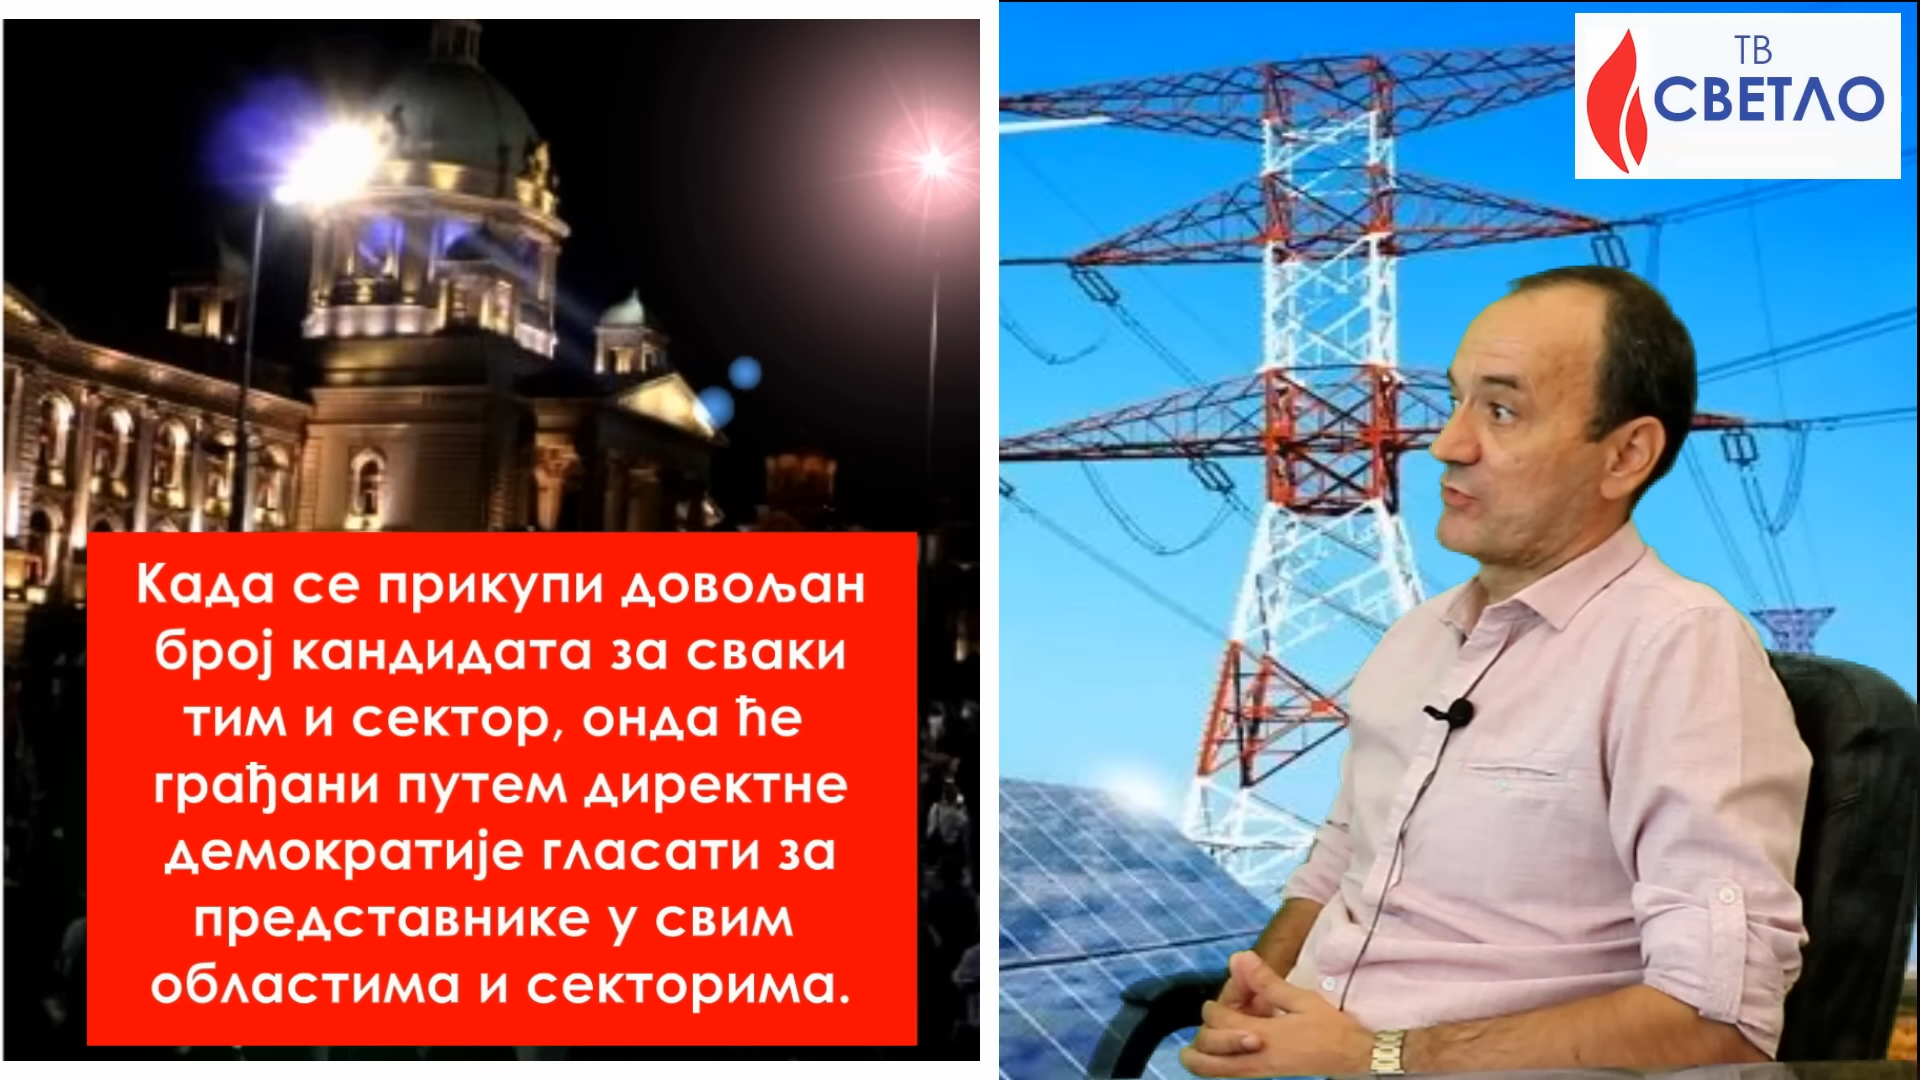 Када се прикупи довољан
број кандидата за сваки
тим и сектор, онда ће
грађани путем директне
демократије гласати за
представнике у свим
областима и секторима.
ТВ
СВЕТЛО